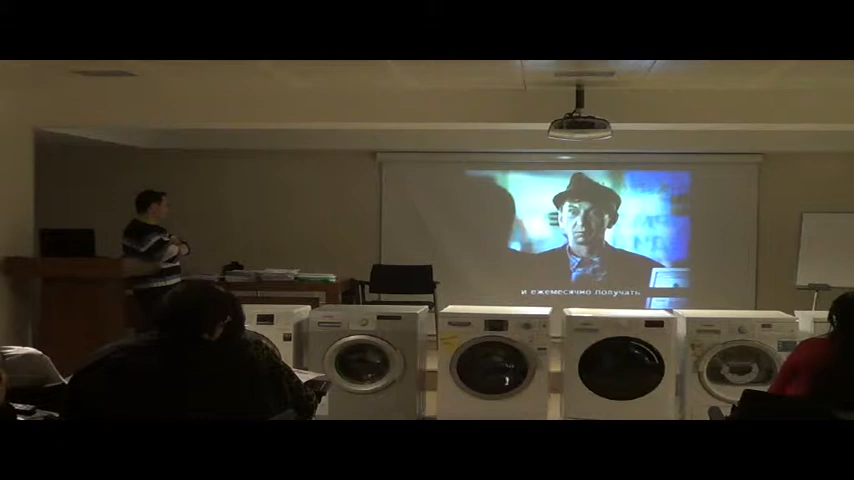 и ежемесячно получать